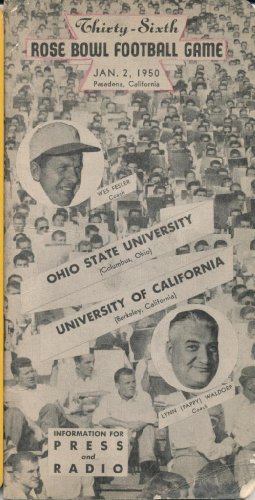 Thirty-Sixth
ROSE BOWL FOOTBALL GAME
JAN. 2, 1950
Pasadena, California
WES FESLER
Coach
OHIO STATE UNIVERSITY
(Columbus, Ohio)
UNIVERSITY OF CALIFORNIA
(Berkeley, California)
LYNN (PAPPY) WALDORF
Coach
INFORMATION FOR
PRESS
and
RADIO